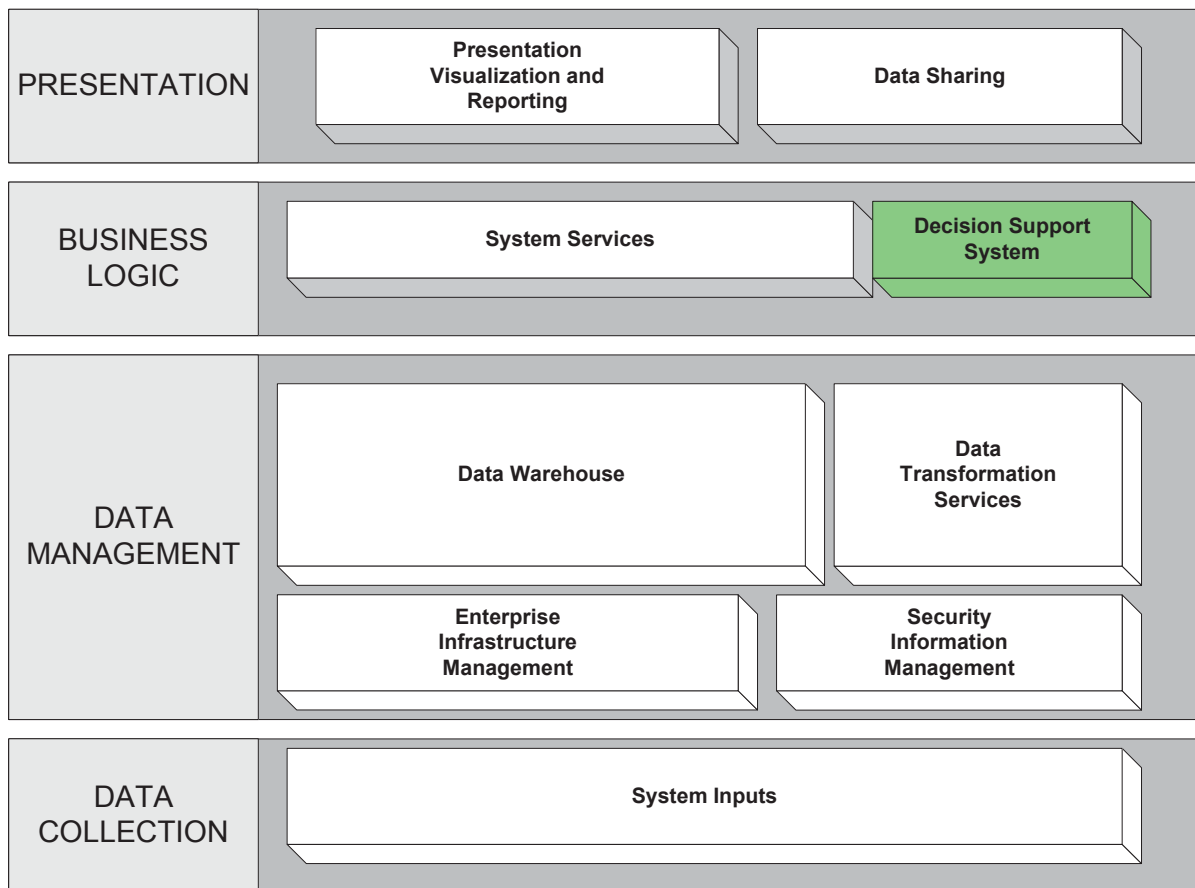 PRESENTATION
Presentation
Visualization and
Reporting
Data Sharing
BUSINESS
LOGIC
System Services
Decision Support
System
DATA
MANAGEMENT
Data Warehouse
Data
Transformation
Services
Enterprise
Infrastructure
Management
Security
Information
Management
DATA
COLLECTION
System Inputs